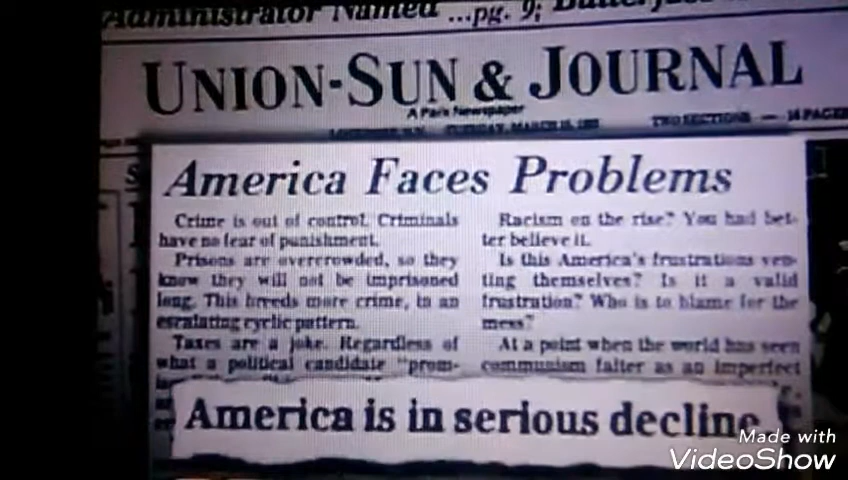 Administrator Named ...pg. 9;
UNION-SUN & JOURNAL
A Park Newspaper
TWO SECTIONS — 14 PAGES
America Faces Problems
Crime is out of control. Criminals
have no fear of punishment.
Prisons are overcrowded, so they
know they will not be imprisoned
long. This breeds more crime, in an
escalating cyclic pattern.
Taxes are a joke. Regardless of
what a political candidate "prom-
Racism on the rise? You had bet-
ter believe it.
Is this America's frustrations ven-
ting themselves? Is it a valid
frustration? Who is to blame for the
mess?
At a point when the world has seen
communism falter as an imperfect
America is in serious decline
Made with
VideoShow